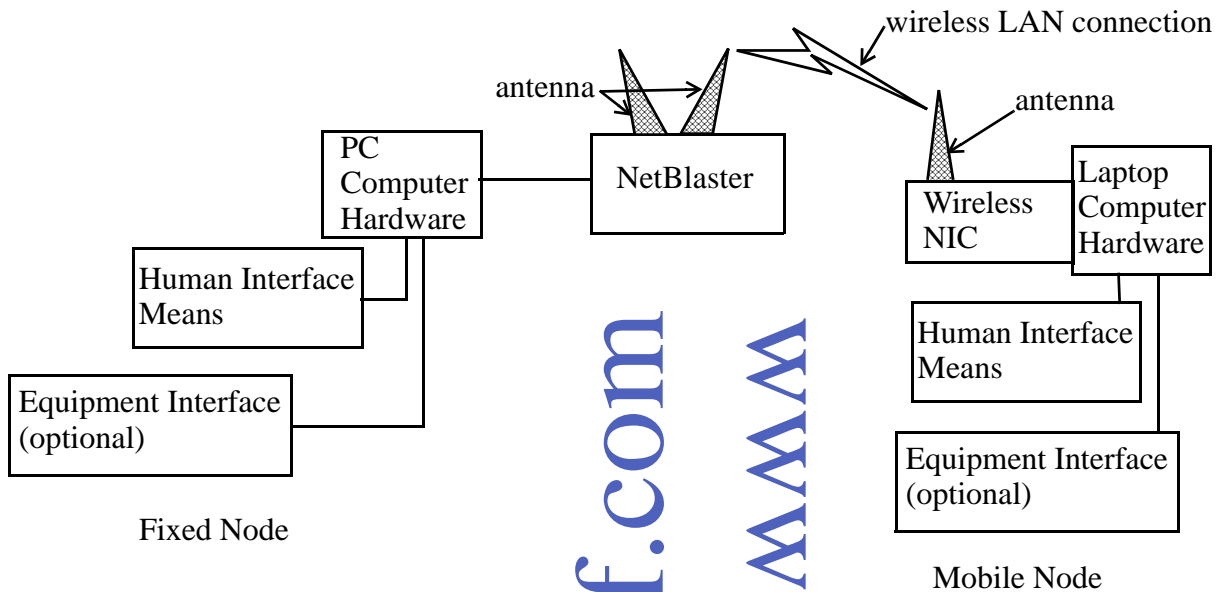 wireless LAN connection
antenna
antenna
PC
Computer
Hardware
NetBlaster
Wireless
NIC
Laptop
Computer
Hardware
Human Interface
Means
Human Interface
Means
Equipment Interface
(optional)
Equipment Interface
(optional)
Fixed Node
Mobile Node
f.com
www